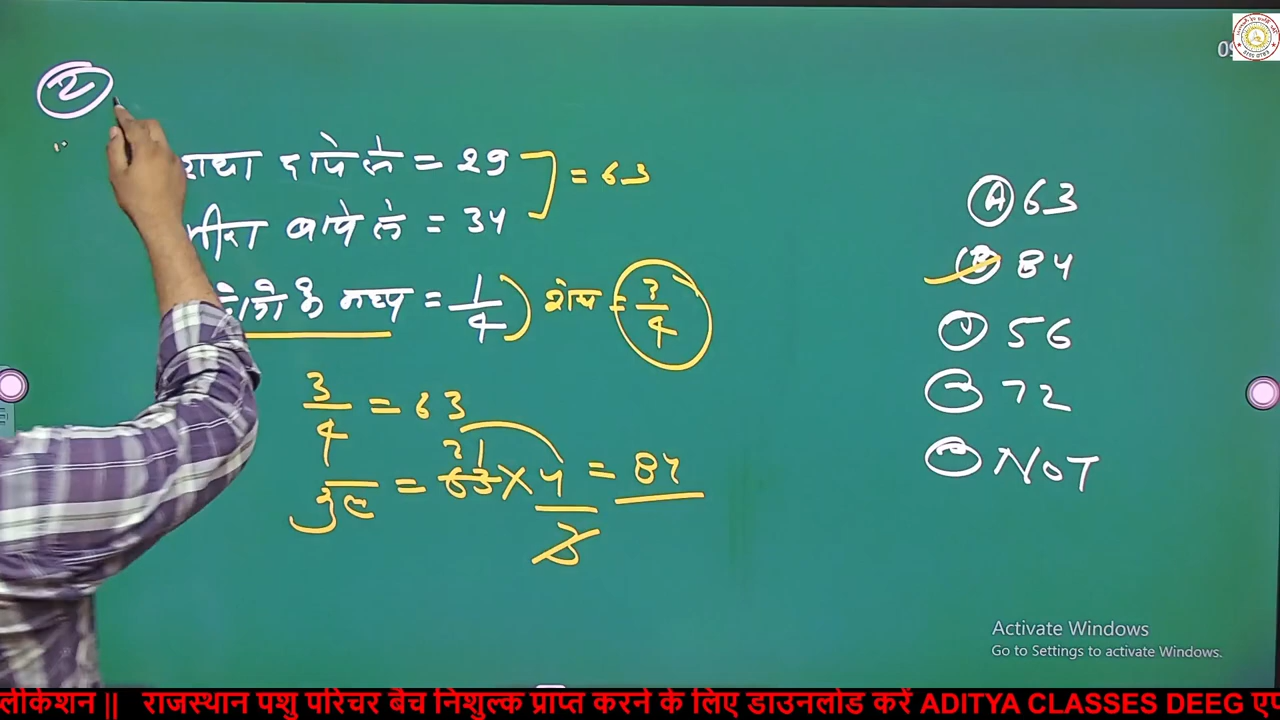 2
राधा दायें से = 29
] = 63
मीरा बायें से = 34
दोनों के मध्य = 1/4) शेष = 3/4
3/4 = 63
कुल = 63 21 × 4/3 = 84
(A) 63
(B) 84
56
72
NOT
Activate Windows
Go to Settings to activate Windows.
लीकेशन || राजस्थान पशु परिचर बैच निशुल्क प्राप्त करने के लिए डाउनलोड करें ADITYA CLASSES DEEG